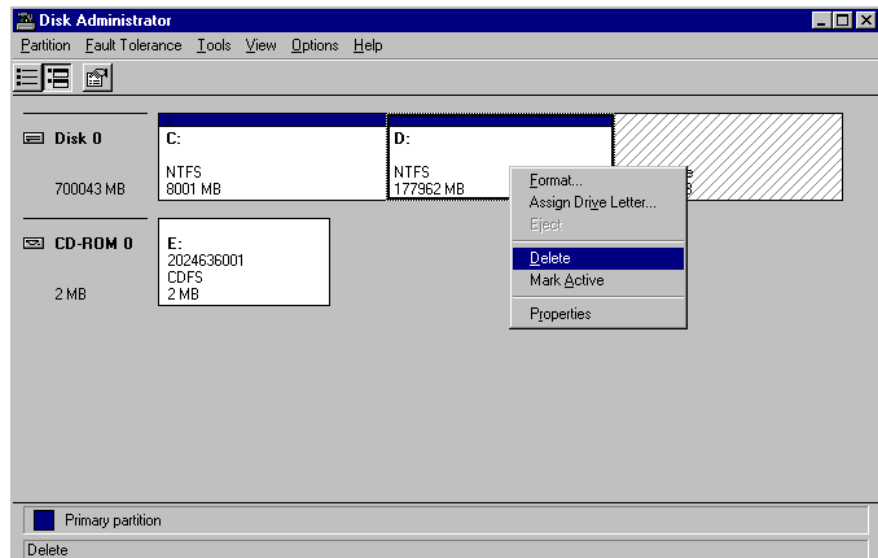 Disk Administrator
Partition Fault Tolerance Tools View Options Help
Disk 0
700043 MB
C:
NTFS
8001 MB
D:
NTFS
177962 MB
Format...
Assign Drive Letter...
Eject
Delete
Mark Active
Properties
CD-ROM 0
2 MB
E:
2024636001
CDFS
2 MB
Primary partition
Delete